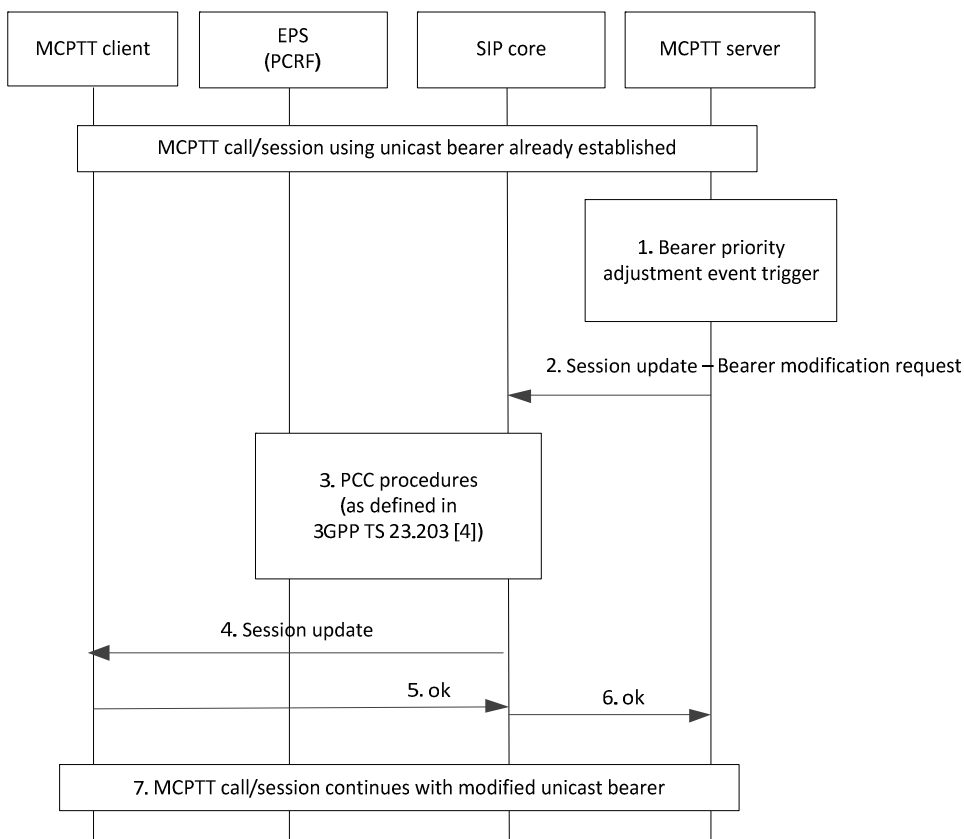 MCPTT client
EPS
(PCRF)
SIP core
MCPTT server
MCPTT call/session using unicast bearer already established
1. Bearer priority
adjustment event trigger
2. Session update – Bearer modification request
3. PCC procedures
(as defined in
3GPP TS 23.203 [4])
4. Session update
5. ok
6. ok
7. MCPTT call/session continues with modified unicast bearer